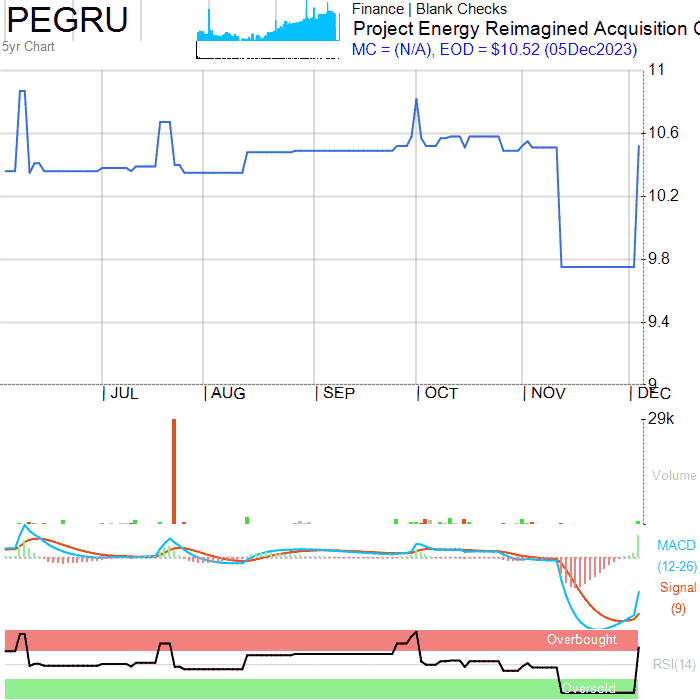 PEGRU
Finance | Blank Checks
Project Energy Reimagined Acquisition C
5yr Chart
MC = (N/A), EOD = $10.52 (05Dec2023)
11
10.6
10.2
9.8
9.4
9
JUL
AUG
SEP
OCT
NOV
DEC
29k
Volume
MACD
(12-26)
Signal
(9)
Overbought
RSI(14)
Oversold